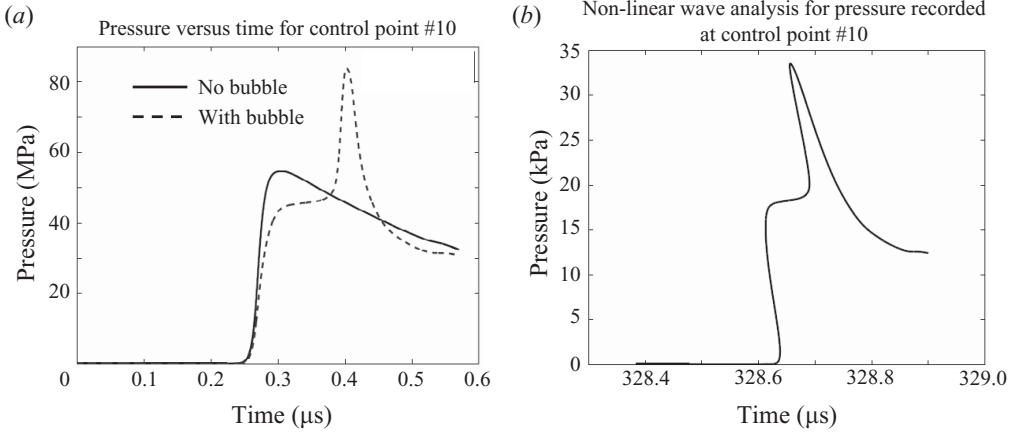 (a)
Pressure versus time for control point #10
80
60
40
20
0
Pressure (MPa)
No bubble
With bubble
0.1
0.2
0.3
0.4
0.5
0.6
Time (μs)
(b)
Non-linear wave analysis for pressure recorded
at control point #10
35
30
25
20
15
10
5
0
Pressure (kPa)
328.4
328.6
328.8
329.0
Time (μs)